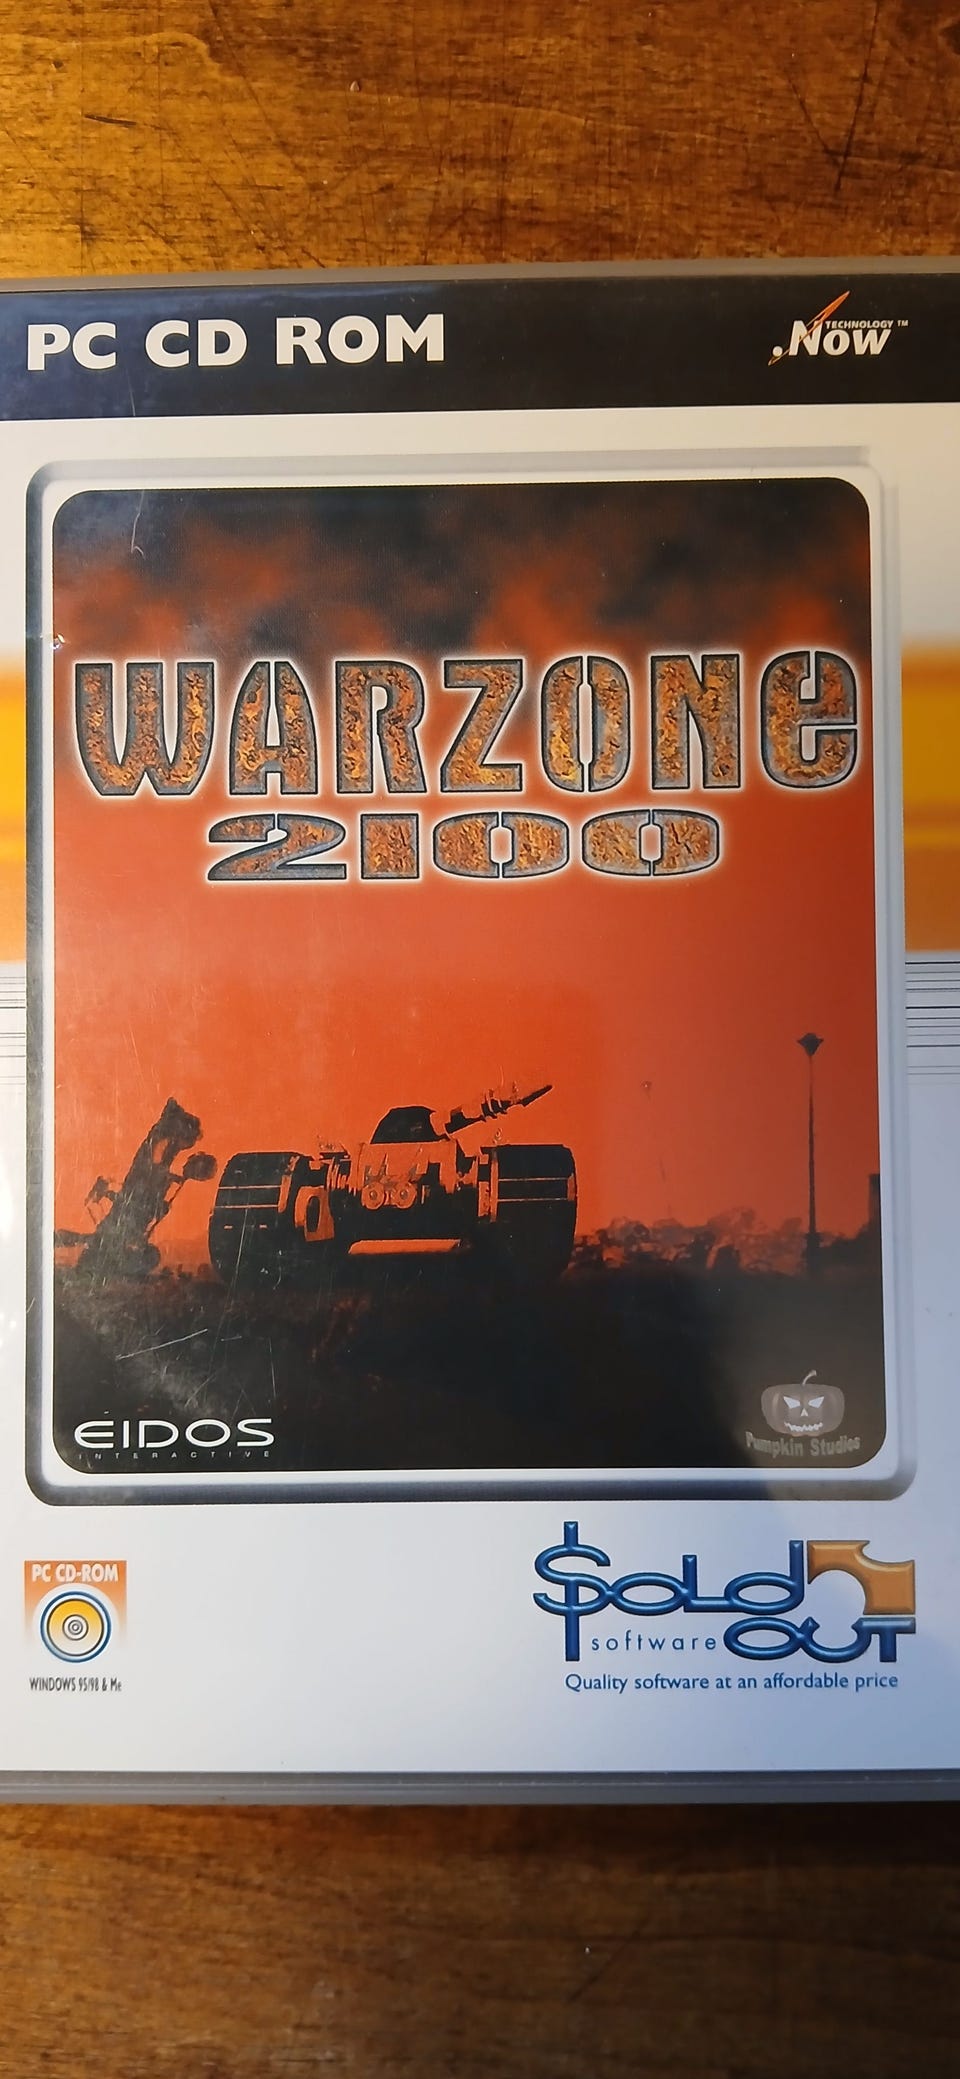 PC CD ROM
.NOW TECHNOLOGY™
WARZONE
2100
EIDOS
INTERACTIVE
Pumpkin Studios
PC CD-ROM
WINDOWS 95/98 & Me
$OLD
software OUT
Quality software at an affordable price